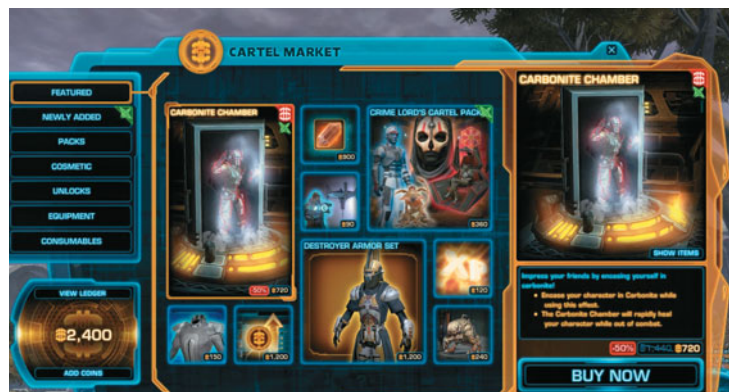 CARTEL MARKET
FEATURED
NEWLY ADDED
PACKS
COSMETIC
UNLOCKS
EQUIPMENT
CONSUMABLES
VIEW LEDGER
2,400
ADD COINS
CARBONITE CHAMBER
-50% 720
900
90
CRIME LORD'S CARTEL PACK
360
150
1,200
DESTROYER ARMOR SET
1,200
XP
120
240
CARBONITE CHAMBER
SHOW ITEMS
Impress your friends by encasing yourself in
carbonite!
• Encase your character in Carbonite while
using this effect.
• The Carbonite Chamber will rapidly heal
your character while out of combat.
-50% 1,440 720
BUY NOW